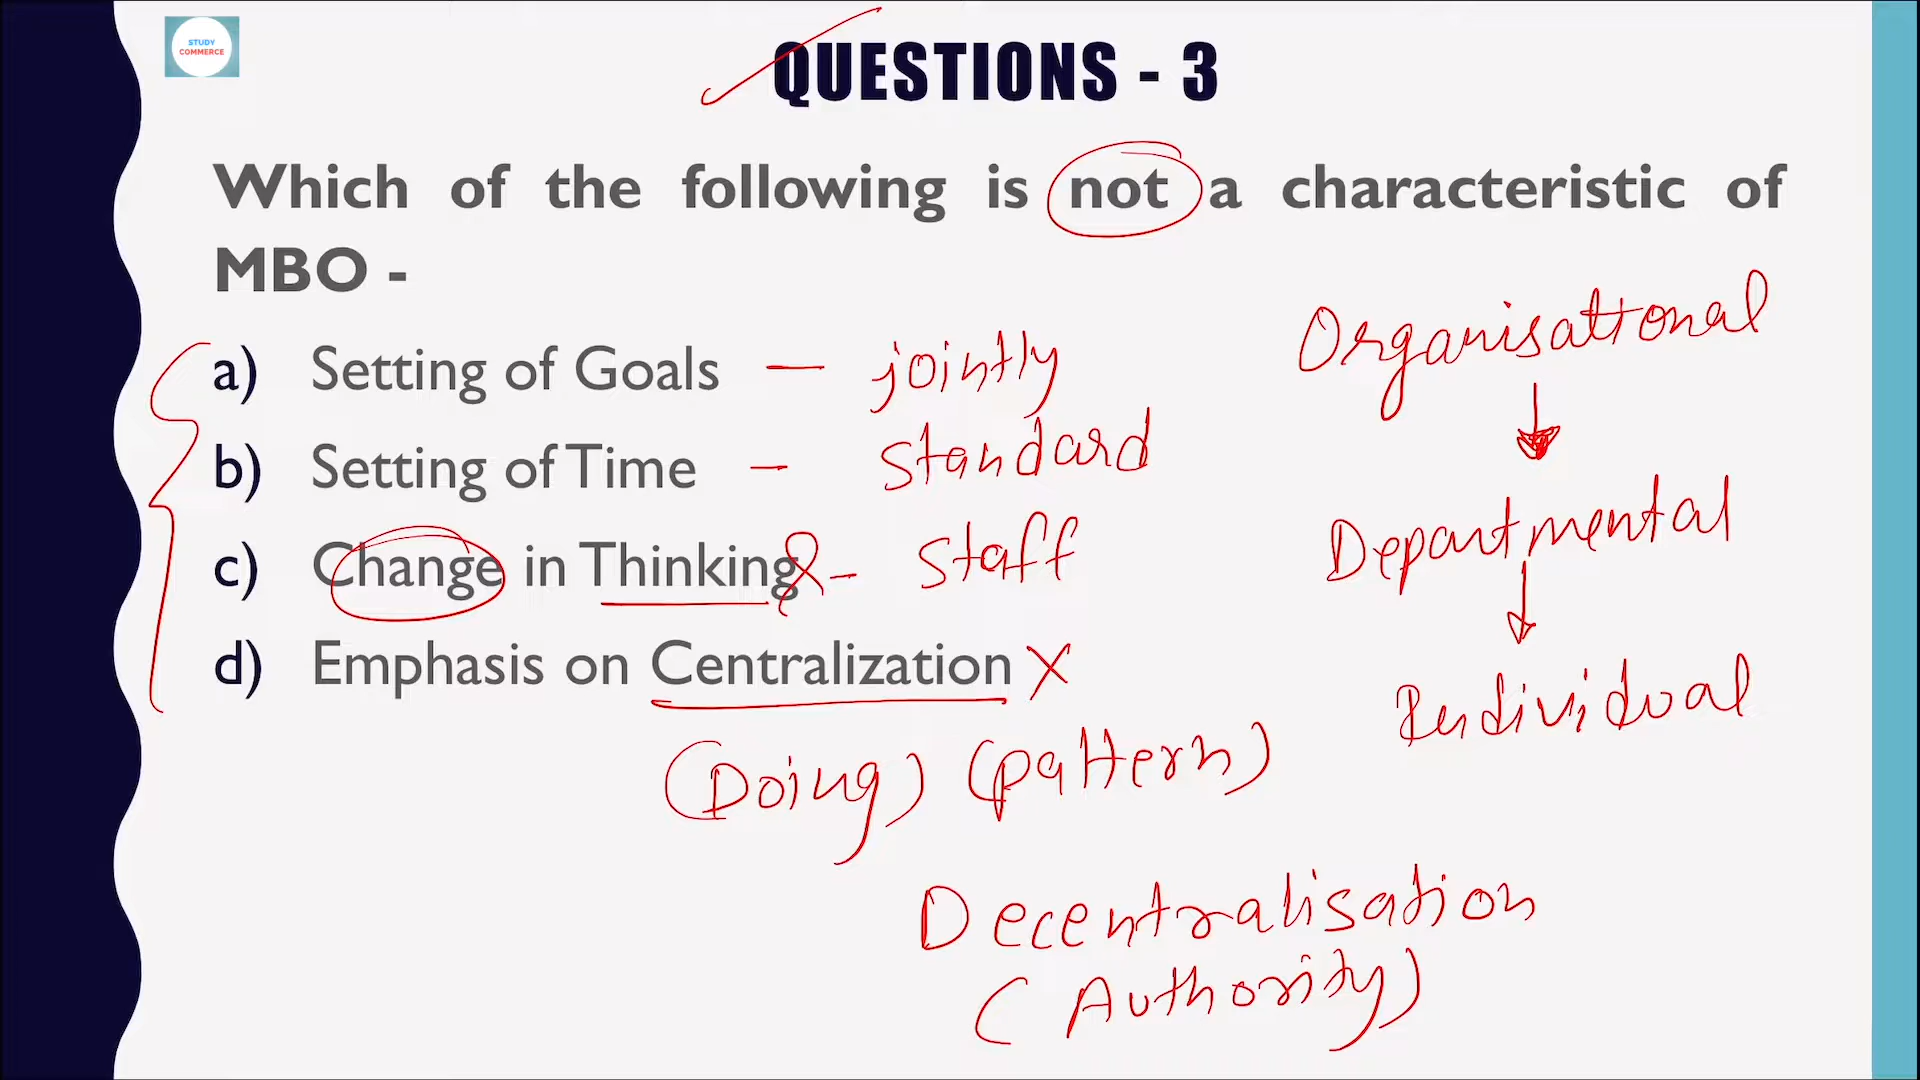 STUDY
COMMERCE
QUESTIONS - 3
Which of the following is not a characteristic of
MBO -
a) Setting of Goals – jointly
b) Setting of Time – Standard
c) Change in Thinking & – Staff
d) Emphasis on Centralization X
(Doing) (pattern)
Decentralisation
(Authority)
Organisational
Departmental
Individual